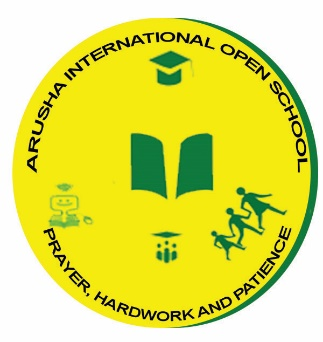 ARUSHA INTERNATIONAL OPEN SCHOOL
PRAYER, HARDWORK AND PATIENCE